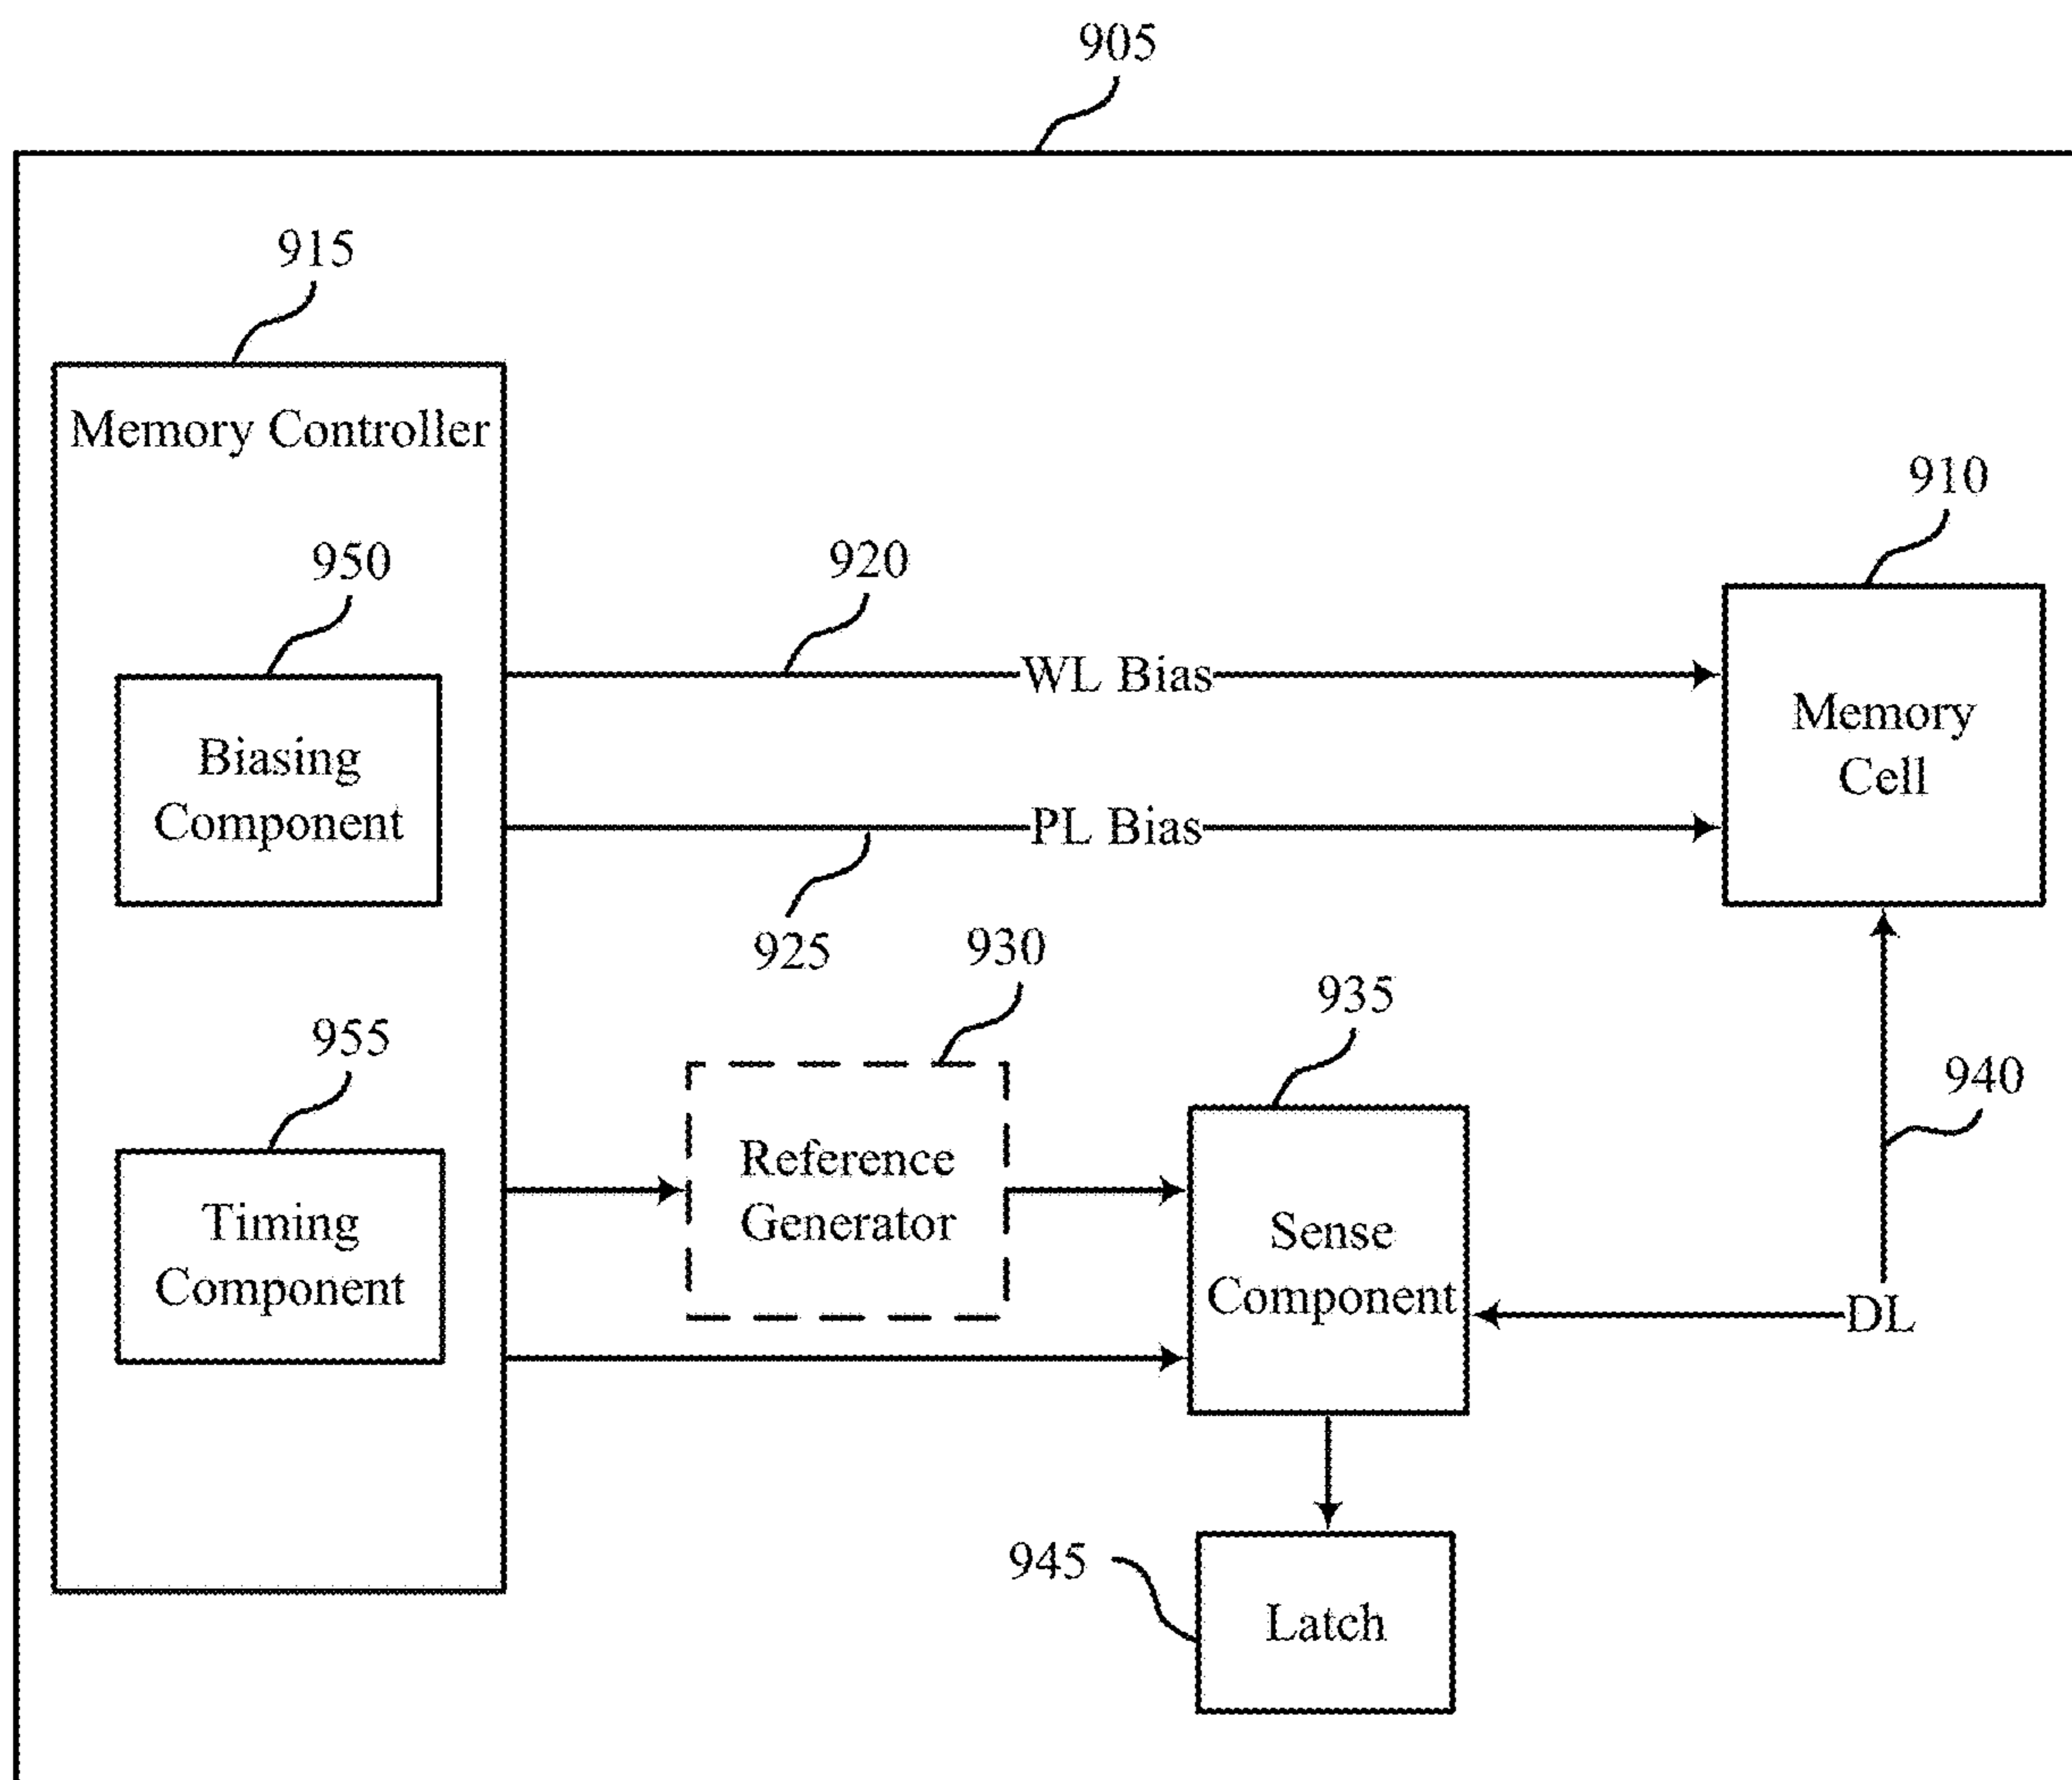 905
915
Memory Controller
910
950
920
WL Bias
Memory
Cell
Biasing
Component
PL Bias
925
930
935
955
940
Reference
Generator
Timing
Component
Sense
Component
DL
945
Latch